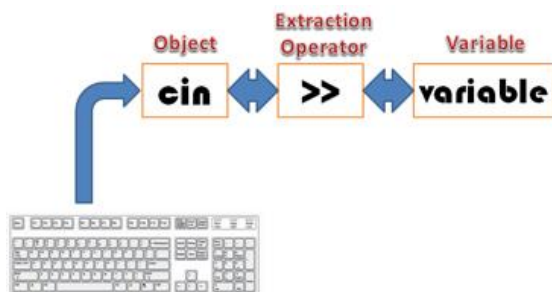 Object
Extraction
Operator
Variable
cin
>>
variable